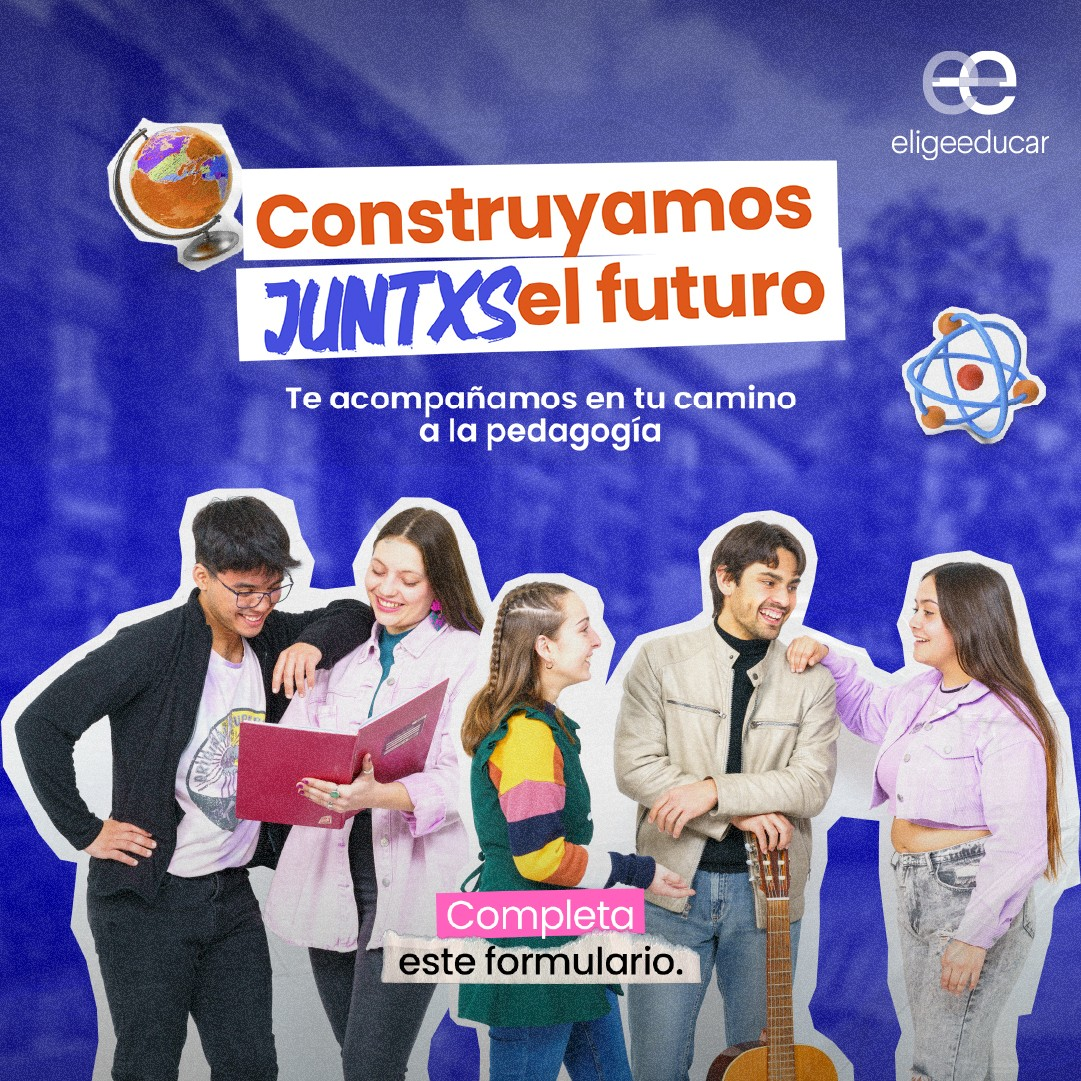 eligeeducar
Construyamos
JUNTXS el futuro
Te acompañamos en tu camino
a la pedagogía
Completa
este formulario.